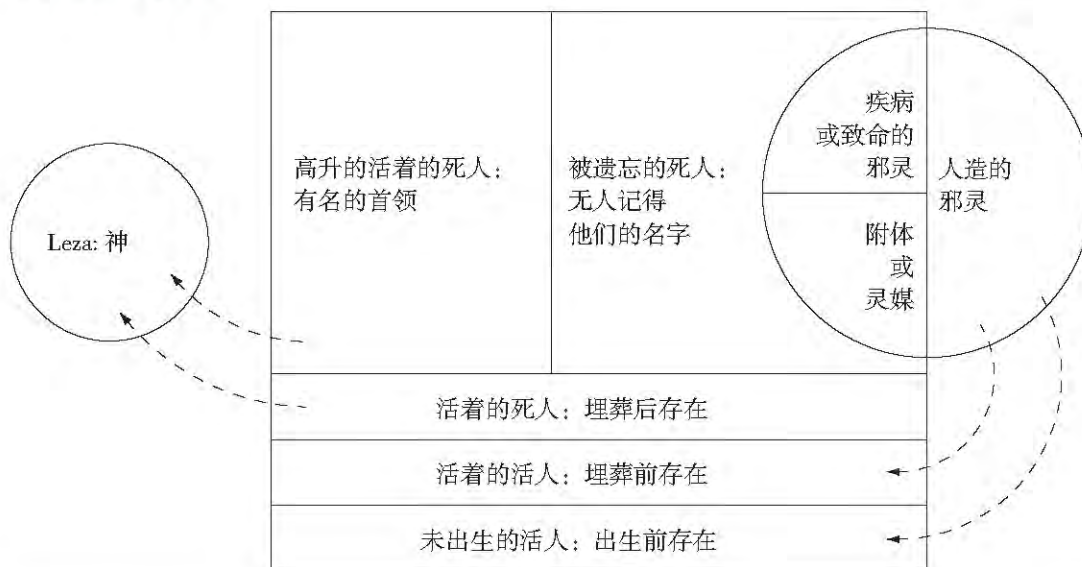 Leza: 神
高升的活着的死人：
有名的首领
被遗忘的死人：
无人记得
他们的名字
疾病
或致命的
邪灵
附体
或
灵媒
人造的
邪灵
活着的死人：埋葬后存在
活着的活人：埋葬前存在
未出生的活人：出生前存在